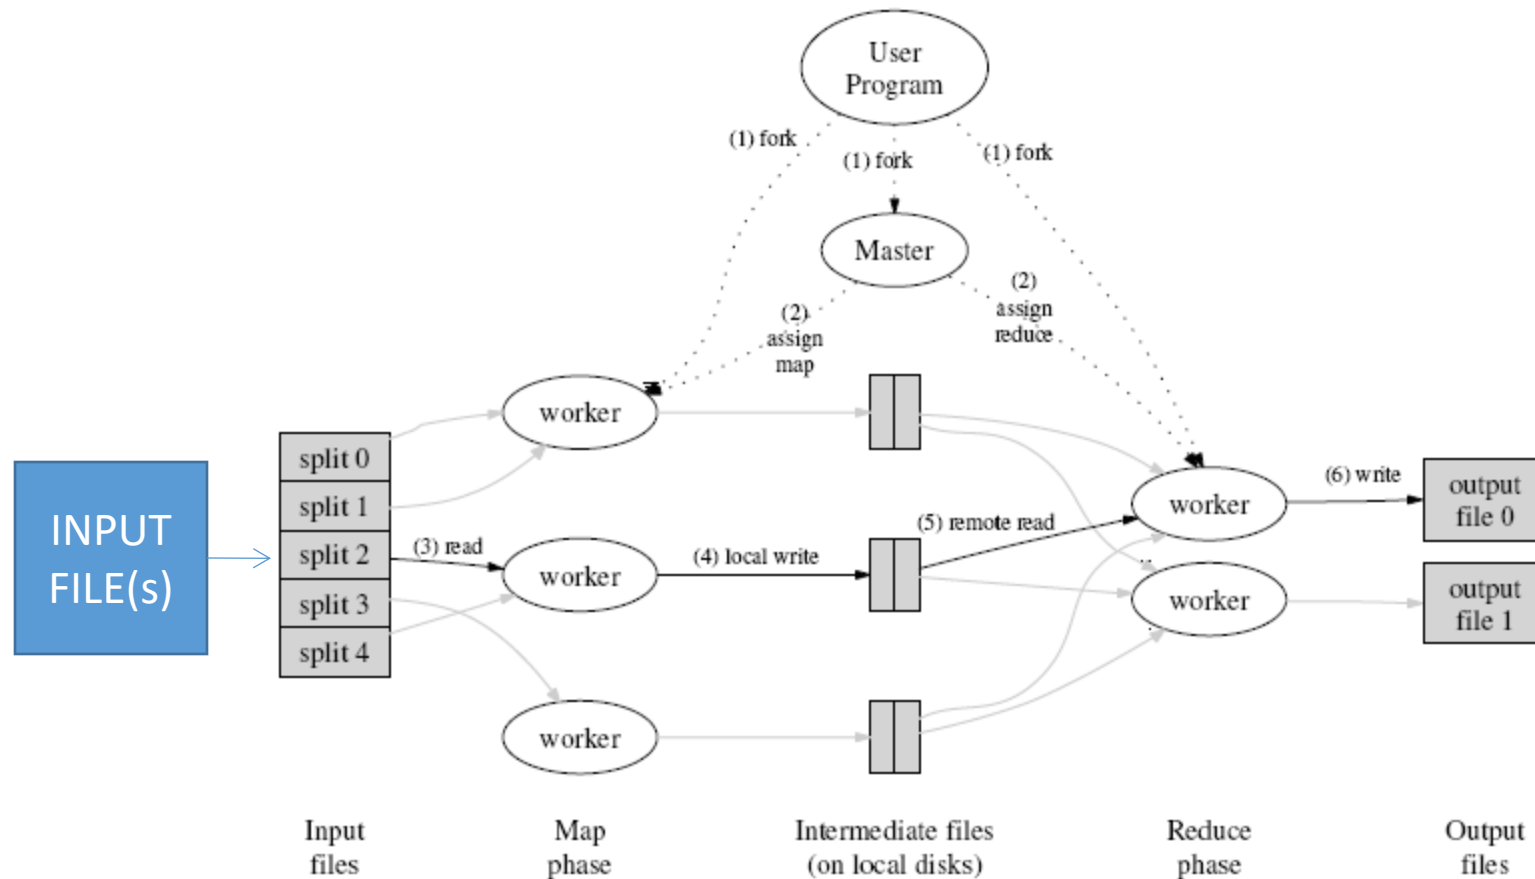 User
Program
(1) fork
(1) fork
(1) fork
Master
(2)
assign
map
(2)
assign
reduce
INPUT
FILE(s)
split 0
split 1
split 2
split 3
split 4
(3) read
worker
worker
worker
(4) local write
(5) remote read
worker
worker
(6) write
output
file 0
output
file 1
Input
files
Map
phase
Intermediate files
(on local disks)
Reduce
phase
Output
files